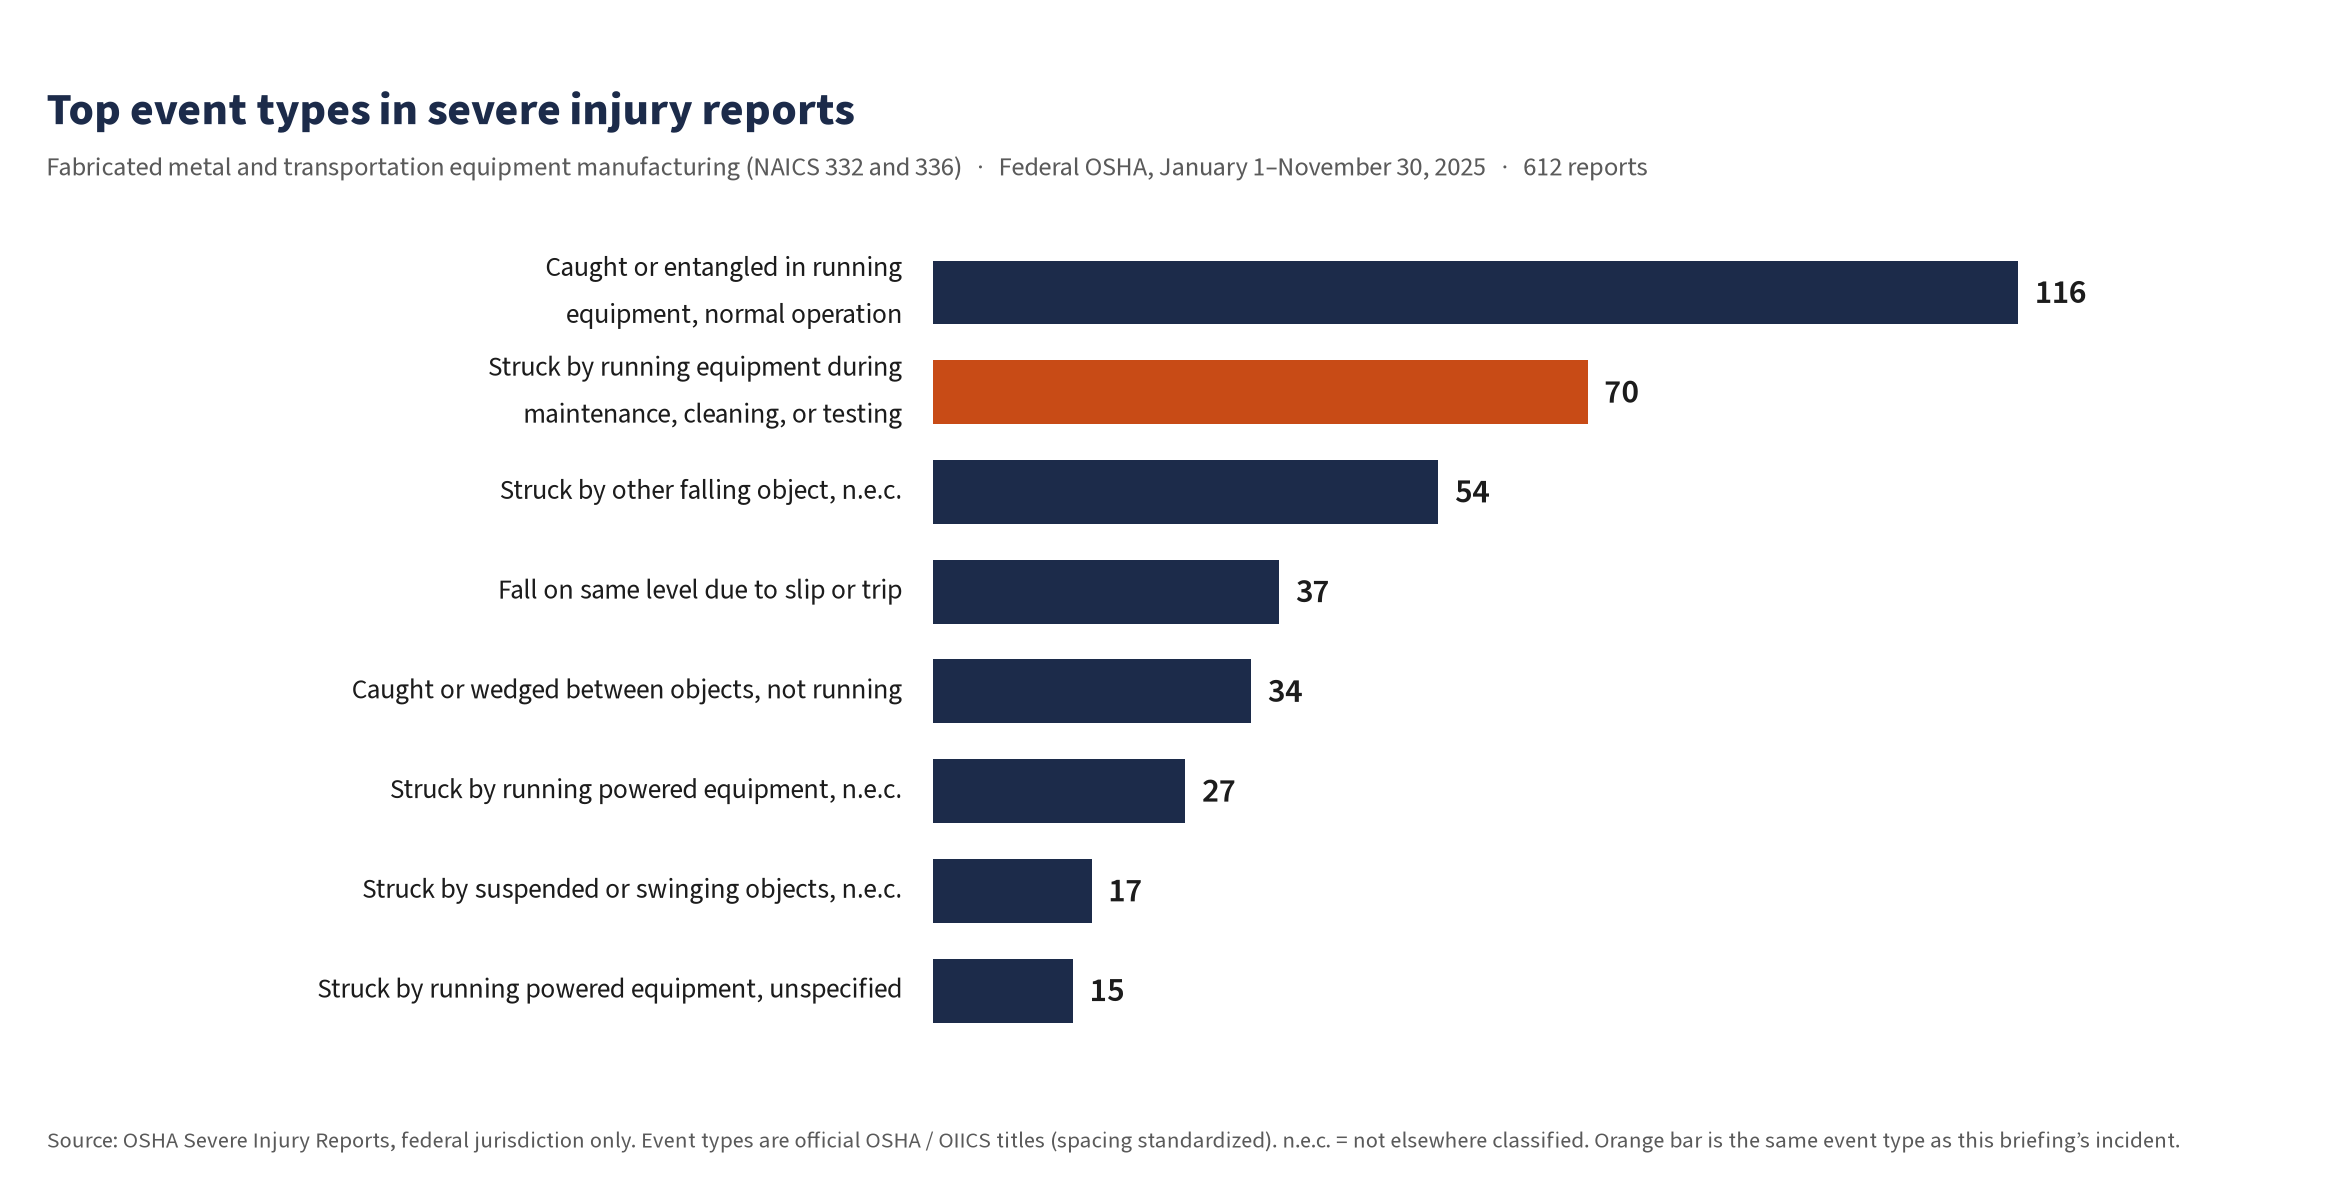 Top event types in severe injury reports
Fabricated metal and transportation equipment manufacturing (NAICS 332 and 336) · Federal OSHA, January 1–November 30, 2025 · 612 reports
Caught or entangled in running
equipment, normal operation
116
Struck by running equipment during
maintenance, cleaning, or testing
70
Struck by other falling object, n.e.c.
54
Fall on same level due to slip or trip
37
Caught or wedged between objects, not running
34
Struck by running powered equipment, n.e.c.
27
Struck by suspended or swinging objects, n.e.c.
17
Struck by running powered equipment, unspecified
15
Source: OSHA Severe Injury Reports, federal jurisdiction only. Event types are official OSHA / OIICS titles (spacing standardized). n.e.c. = not elsewhere classified. Orange bar is the same event type as this briefing’s incident.